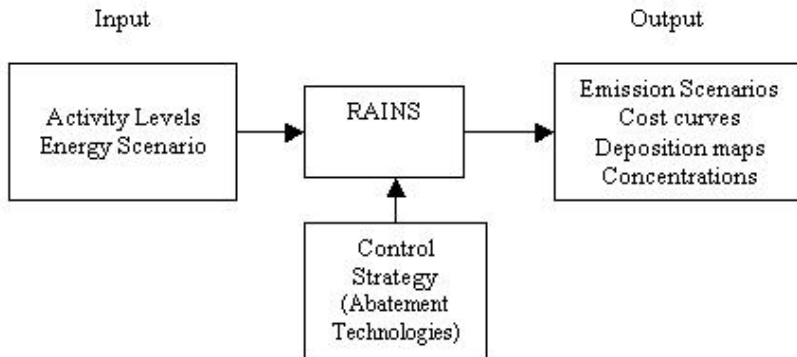 Input
Output
Activity Levels
Energy Scenario
RAINS
Emission Scenarios
Cost curves
Deposition maps
Concentrations
Control
Strategy
(Abatement
Technologies)